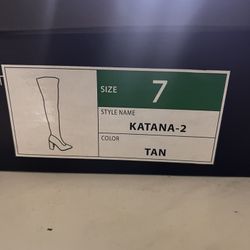 SIZE 7
STYLE NAME
KATANA-2
COLOR
TAN